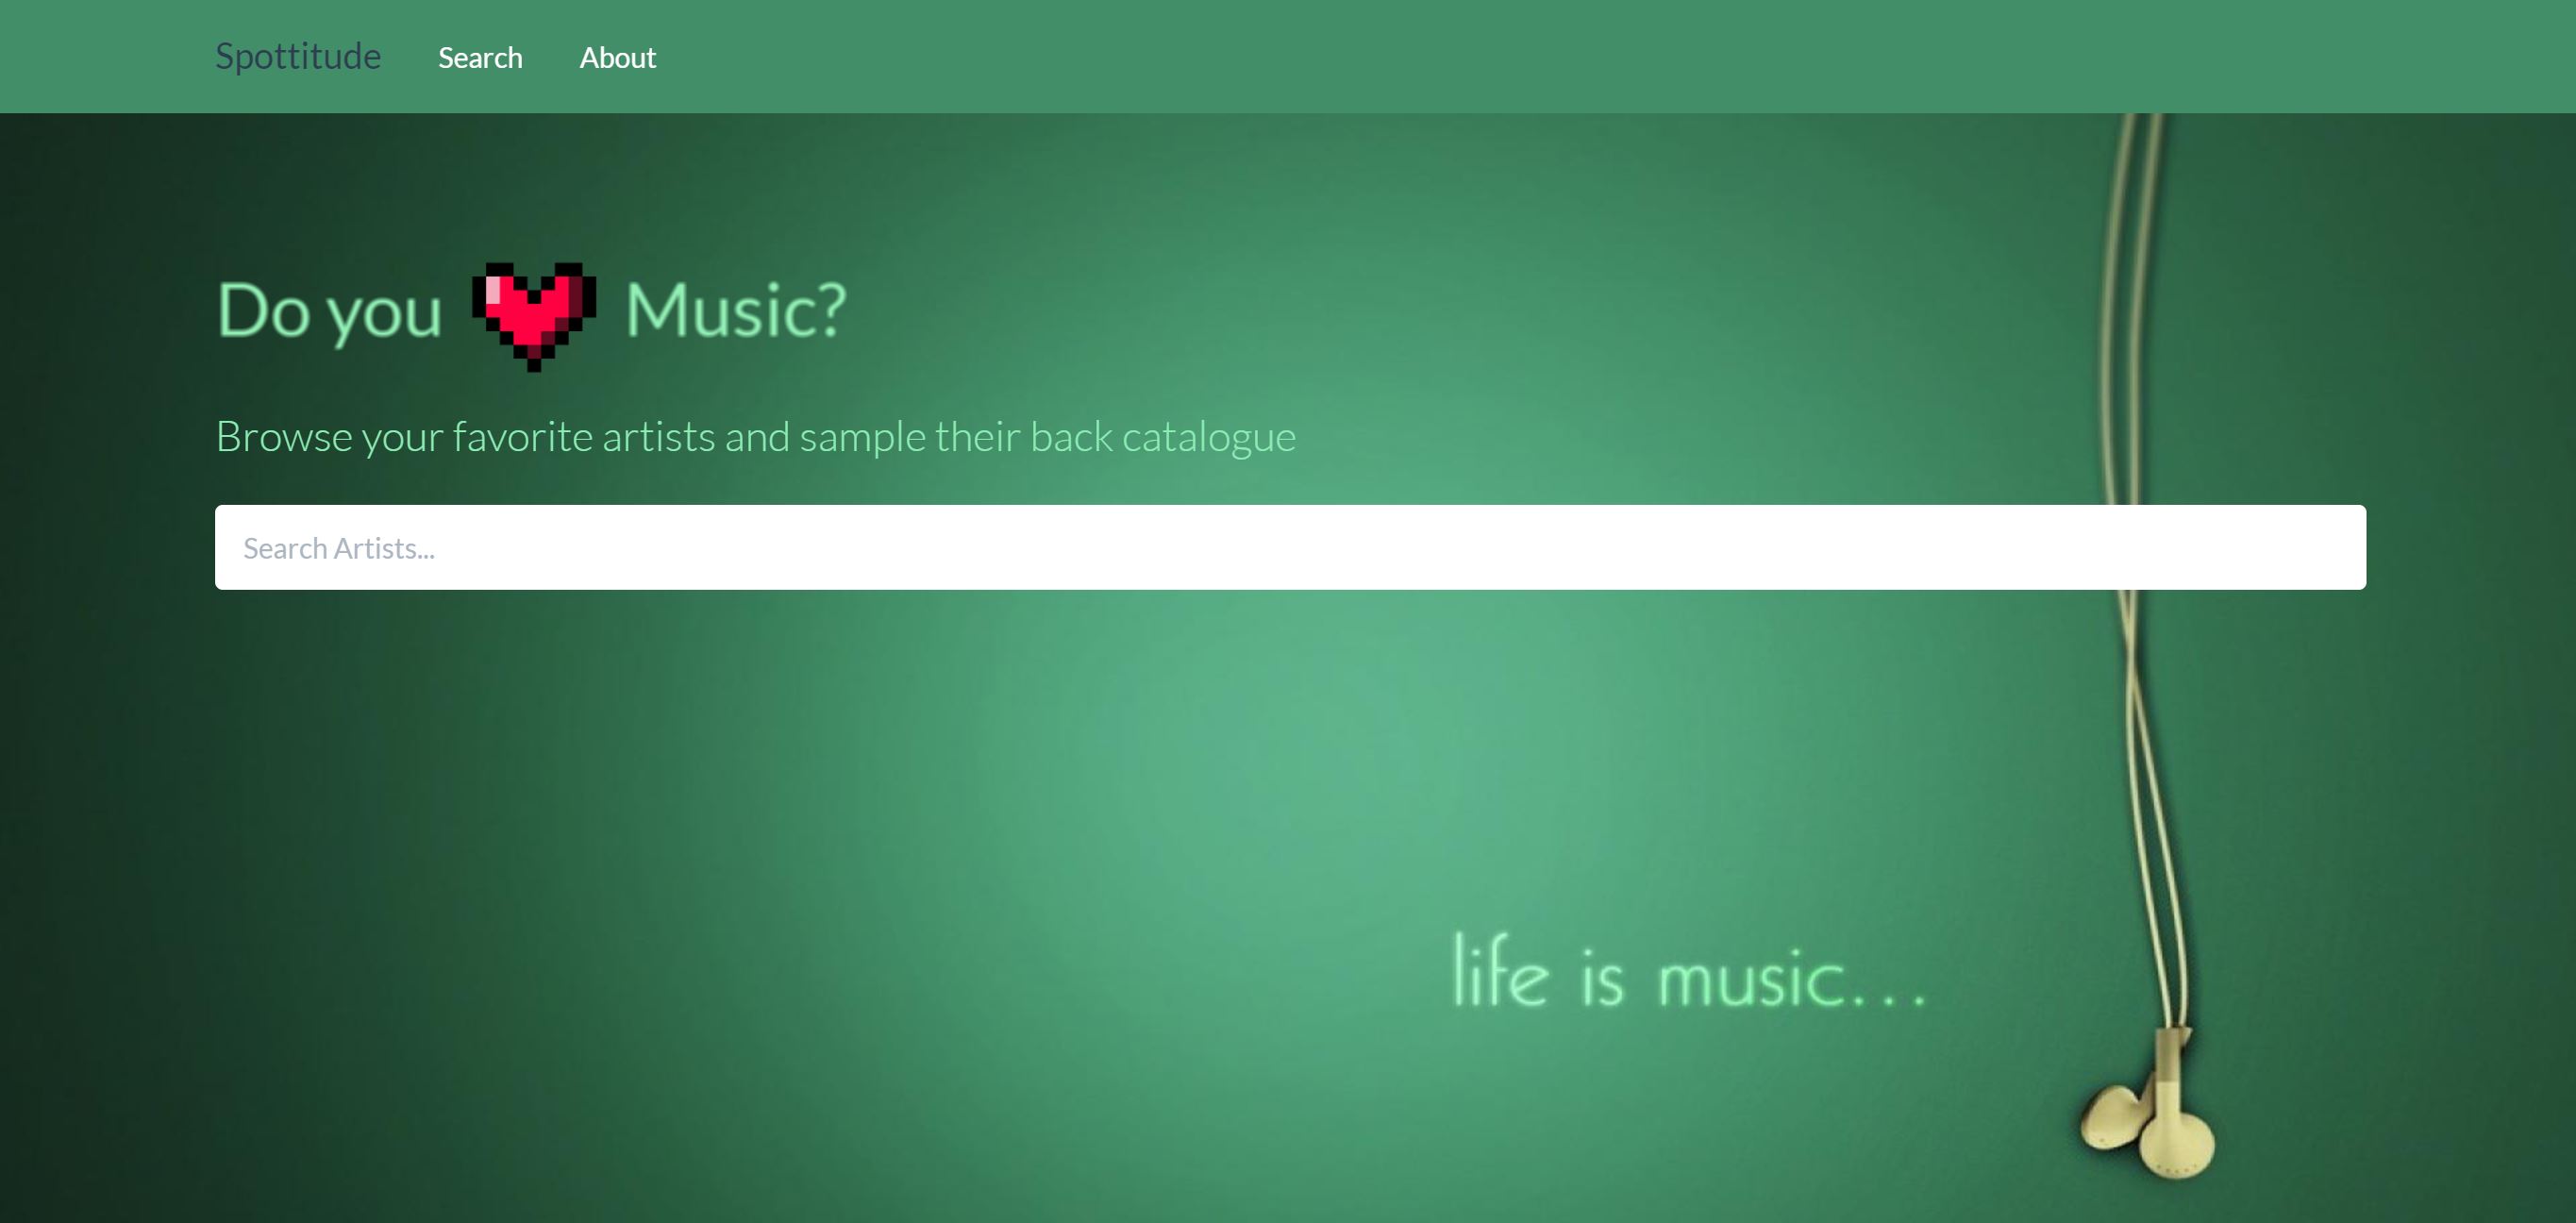 Spottitude Search About
Do you Music?
Browse your favorite artists and sample their back catalogue
Search Artists...
life is music...